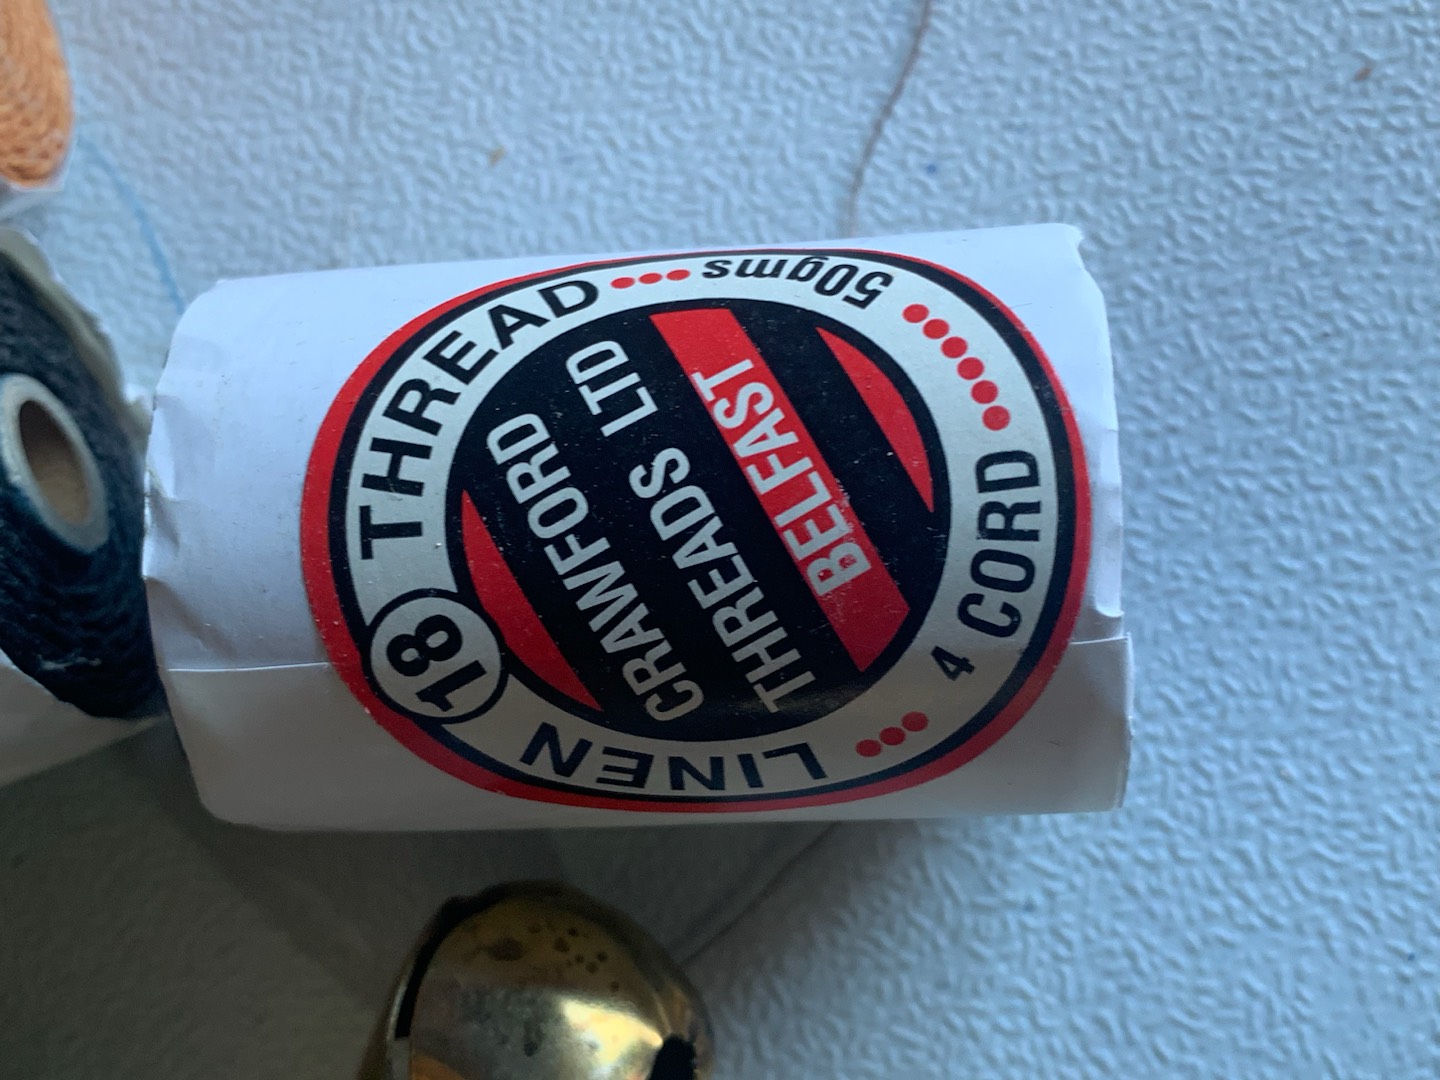 LINEN 18 THREAD
50gms
4 CORD
CRAWFORD
THREADS LTD
BELFAST